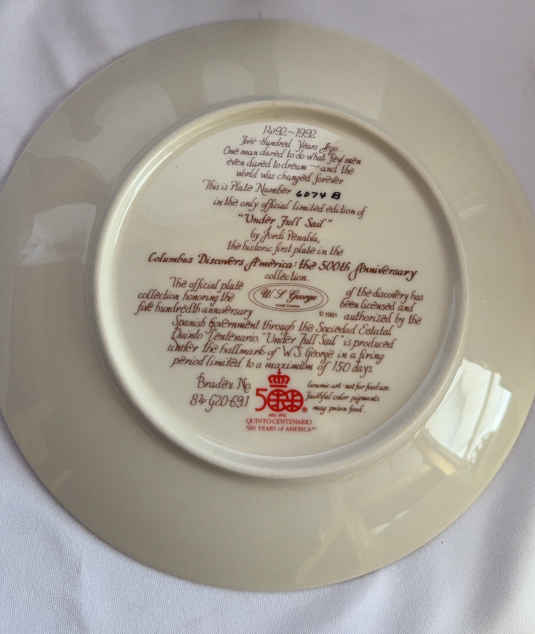 1492~1992
Five Hundred Years Ago
One man dared to do what few men
even dared to dream — and the
world was changed forever
This is Plate Number 6074 B
in the only official limited edition of
"Under Full Sail"
by Jordi Penalva,
the historic first plate in the
Columbus Discovers America: the 500th Anniversary
collection.
The official plate
collection honoring the
five hundredth anniversary
W.S. George
© 1991
of the discovery has
been licensed and
authorized by the
Spanish Government through the Sociedad Estatal
Quinto Centenario. "Under Full Sail" is produced
under the hallmark of W.S. George in a firing
period limited to a maximum of 150 days.
Bradex No.
84-G20-69.1
500
QUINTO CENTENARIO
500 YEARS OF AMERICA™
Ceramic art not for food use.
Faithful color pigments
may poison food.